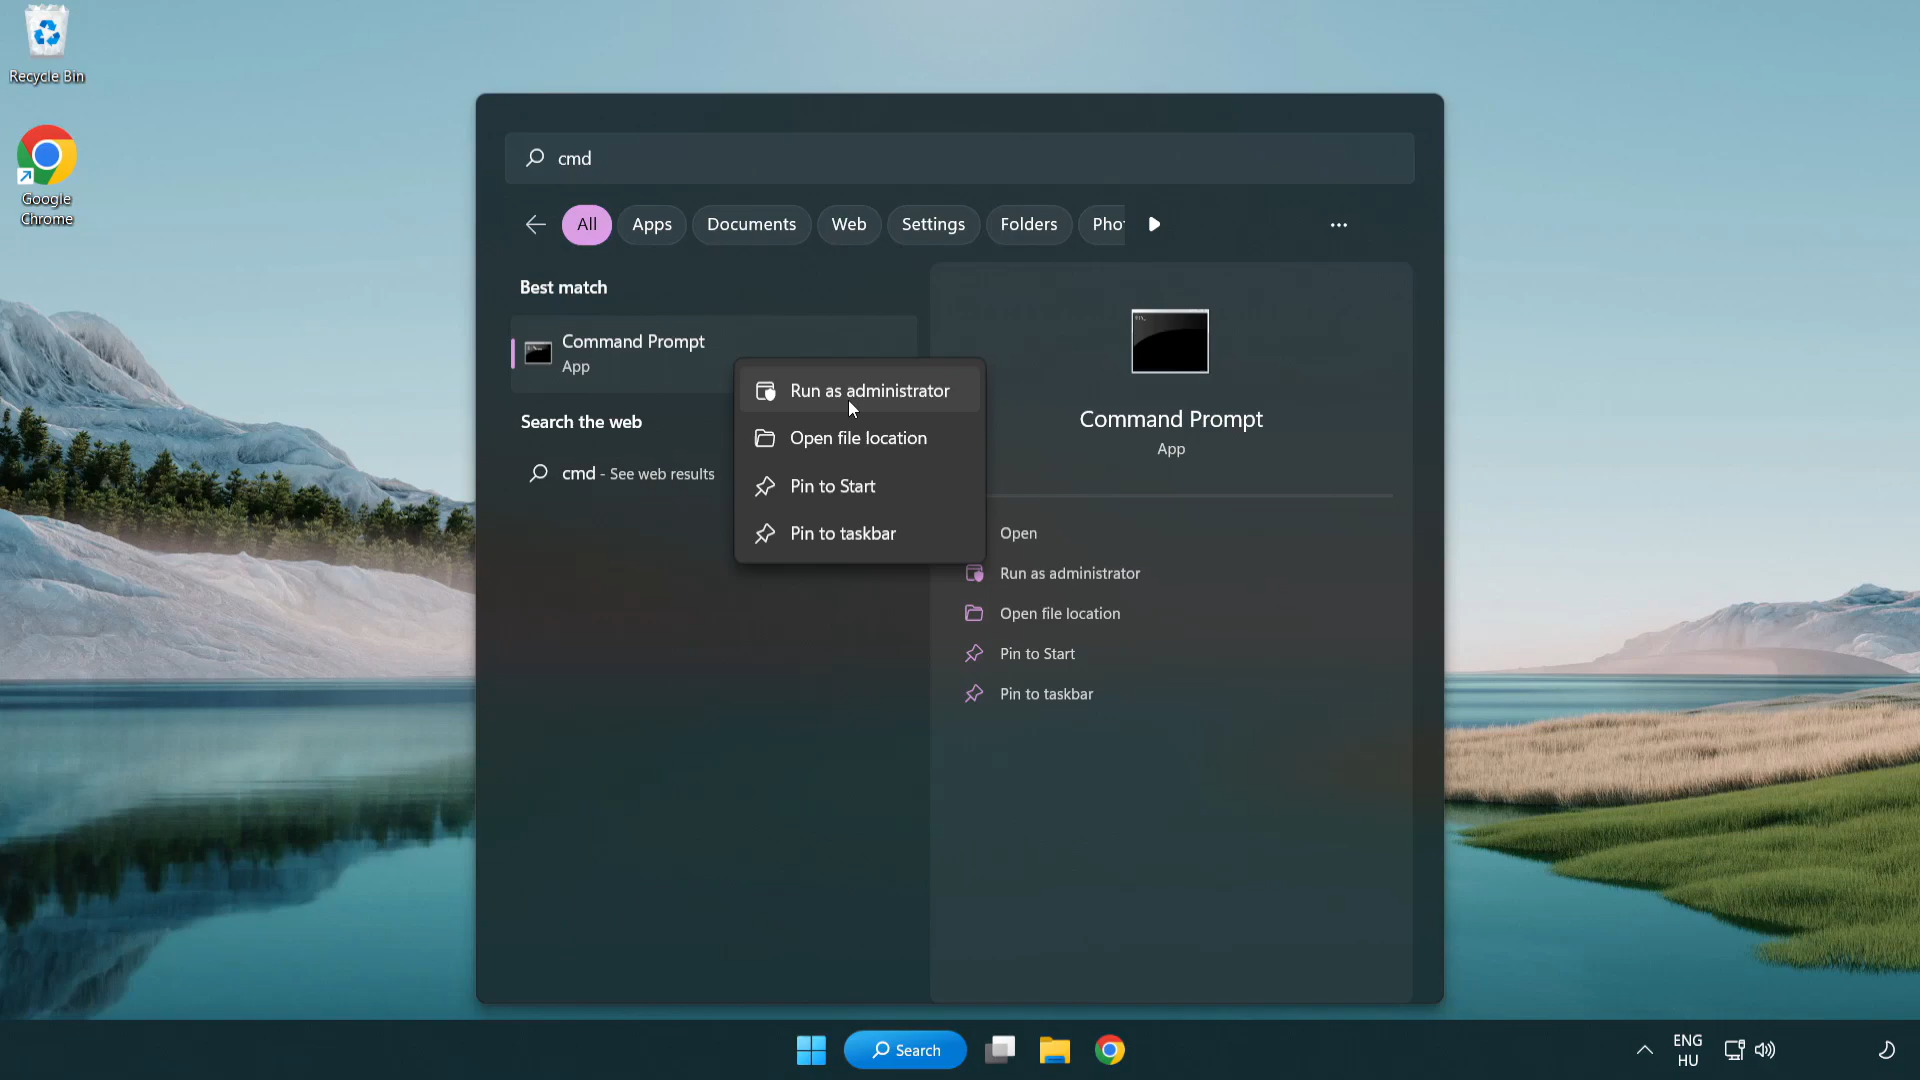 Recycle Bin
Google
Chrome
cmd
All
Apps
Documents
Web
Settings
Folders
Pho
Best match
Command Prompt
App
Search the web
cmd - See web results
Run as administrator
Open file location
Pin to Start
Pin to taskbar
Command Prompt
App
Open
Run as administrator
Open file location
Pin to Start
Pin to taskbar
Search
ENG
HU